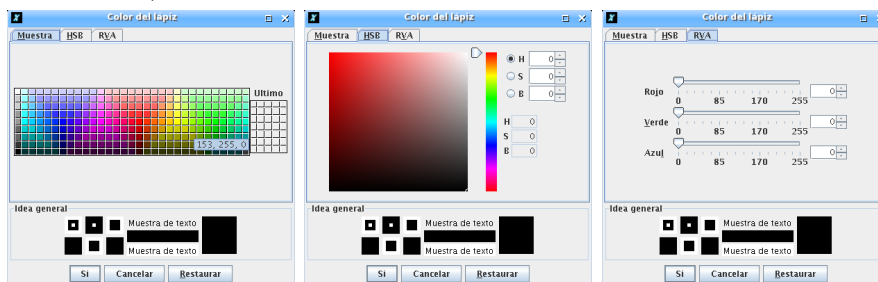 Color del lápiz
Muestra HSB RVA
Ultimo
153, 255, 0
Idea general
Muestra de texto
Muestra de texto
Si Cancelar Restaurar
Color del lápiz
Muestra HSB RVA
H 0
S 0
B 0
H 0
S 0
B 0
Idea general
Muestra de texto
Muestra de texto
Si Cancelar Restaurar
Color del lápiz
Muestra HSB RVA
Rojo 0
0 85 170 255
Verde 0
0 85 170 255
Azul 0
0 85 170 255
Idea general
Muestra de texto
Muestra de texto
Si Cancelar Restaurar